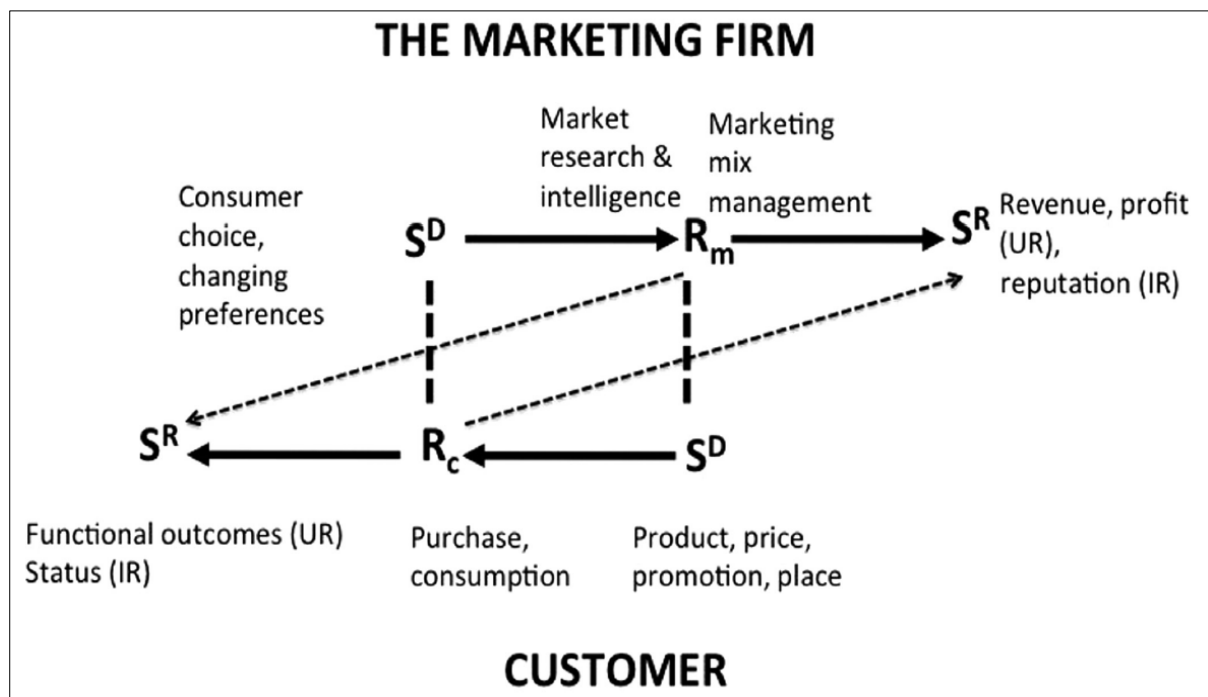 THE MARKETING FIRM
Market
research &
intelligence
Marketing
mix
management
Consumer
choice,
changing
preferences
S^D
R_m
S^R
Revenue, profit
(UR),
reputation (IR)
S^R
R_c
S^D
Functional outcomes (UR)
Status (IR)
Purchase,
consumption
Product, price,
promotion, place
CUSTOMER